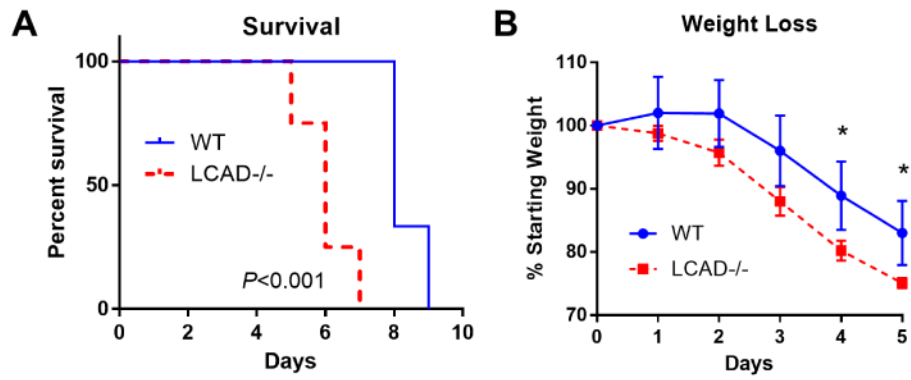 A
Survival
Percent survival
100
50
0
WT
LCAD-/-
P<0.001
0 2 4 6 8 10
Days
B
Weight Loss
% Starting Weight
110
100
90
80
70
*
*
WT
LCAD-/-
0 1 2 3 4 5
Days